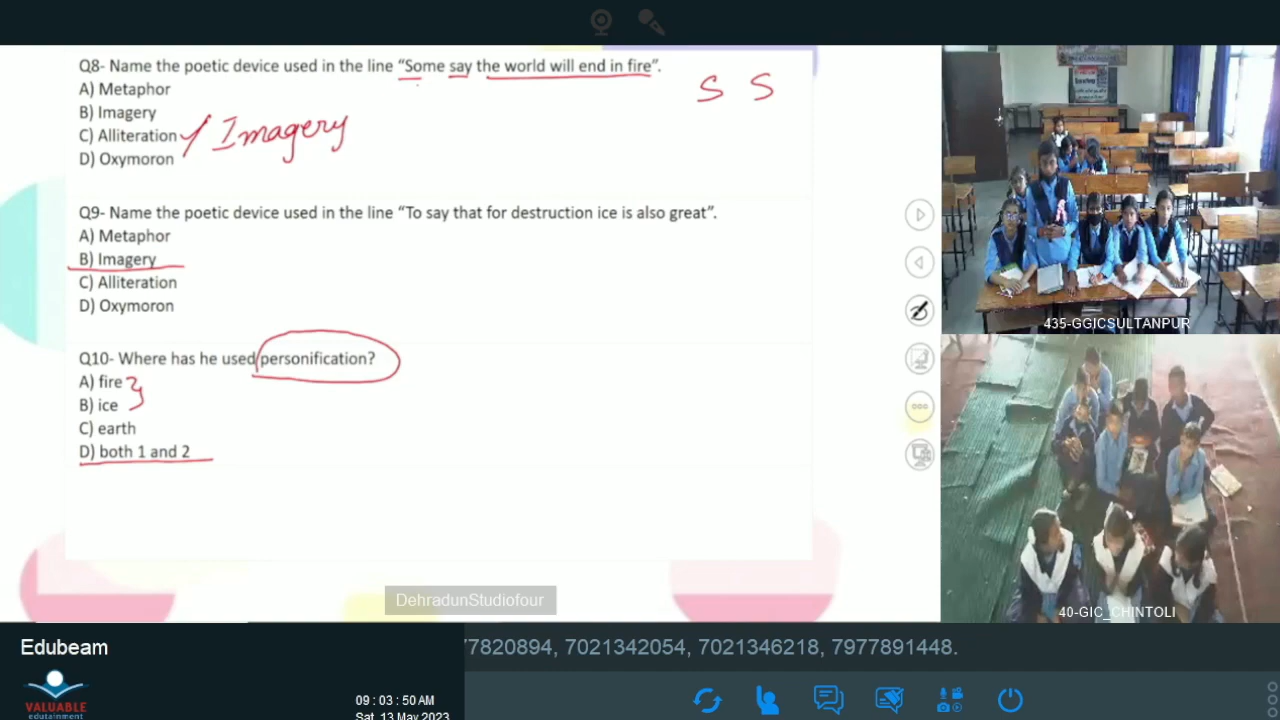 Q8- Name the poetic device used in the line “Some say the world will end in fire”.
A) Metaphor
B) Imagery
C) Alliteration
D) Oxymoron
/ Imagery
S S
Q9- Name the poetic device used in the line “To say that for destruction ice is also great”.
A) Metaphor
B) Imagery
C) Alliteration
D) Oxymoron
Q10- Where has he used personification?
A) fire
B) ice
C) earth
D) both 1 and 2
435-GGICSULTANPUR
40-GIC_CHINTOLI
DehradunStudiofour
Edubeam
77820894, 7021342054, 7021346218, 7977891448.
VALUABLE
edutainment
09 : 03 : 50 AM
Sat, 13 May 2023